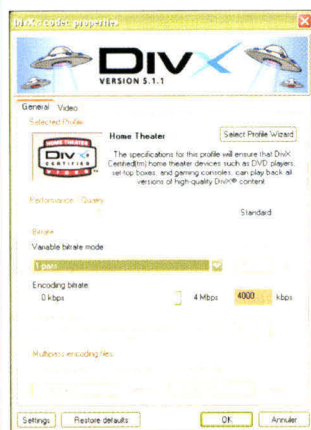 DivX codec properties
DIVX
VERSION 5.1.1
General Video
Selected Profile
Home Theater
Select Profile Wizard
HOME THEATER
DIVX
CERTIFIED
VIDEO
The specifications for this profile will ensure that DivX
Certified(tm) home theater devices such as DVD players,
set-top boxes, and gaming consoles, can play back all
versions of high-quality DivX® content.
Performance / Quality
Standard
Bitrate
Variable bitrate mode
1-pass
Encoding bitrate
0 kbps 4 Mbps 4000 kbps
Multipass encoding files
Settings Restore defaults OK Annuler